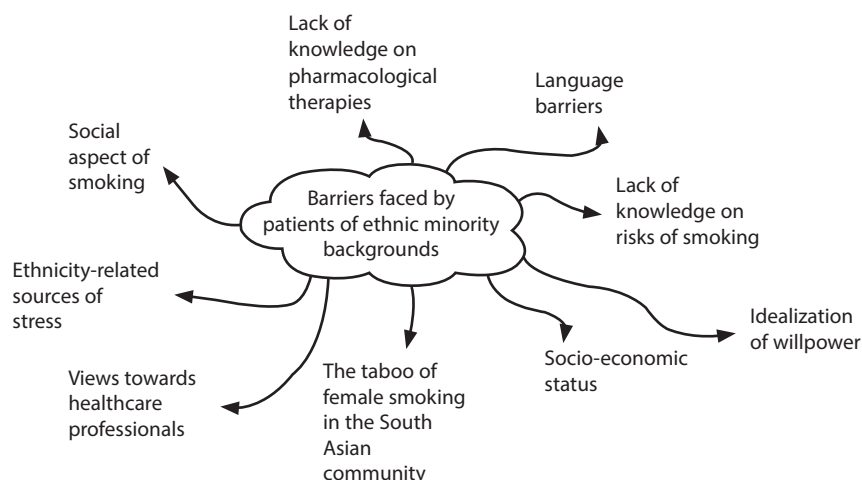 Lack of
knowledge on
pharmacological
therapies
Language
barriers
Social
aspect of
smoking
Barriers faced by
patients of ethnic minority
backgrounds
Lack of
knowledge on
risks of smoking
Ethnicity-related
sources of
stress
Idealization
of willpower
Socio-economic
status
Views towards
healthcare
professionals
The taboo of
female smoking
in the South
Asian
community